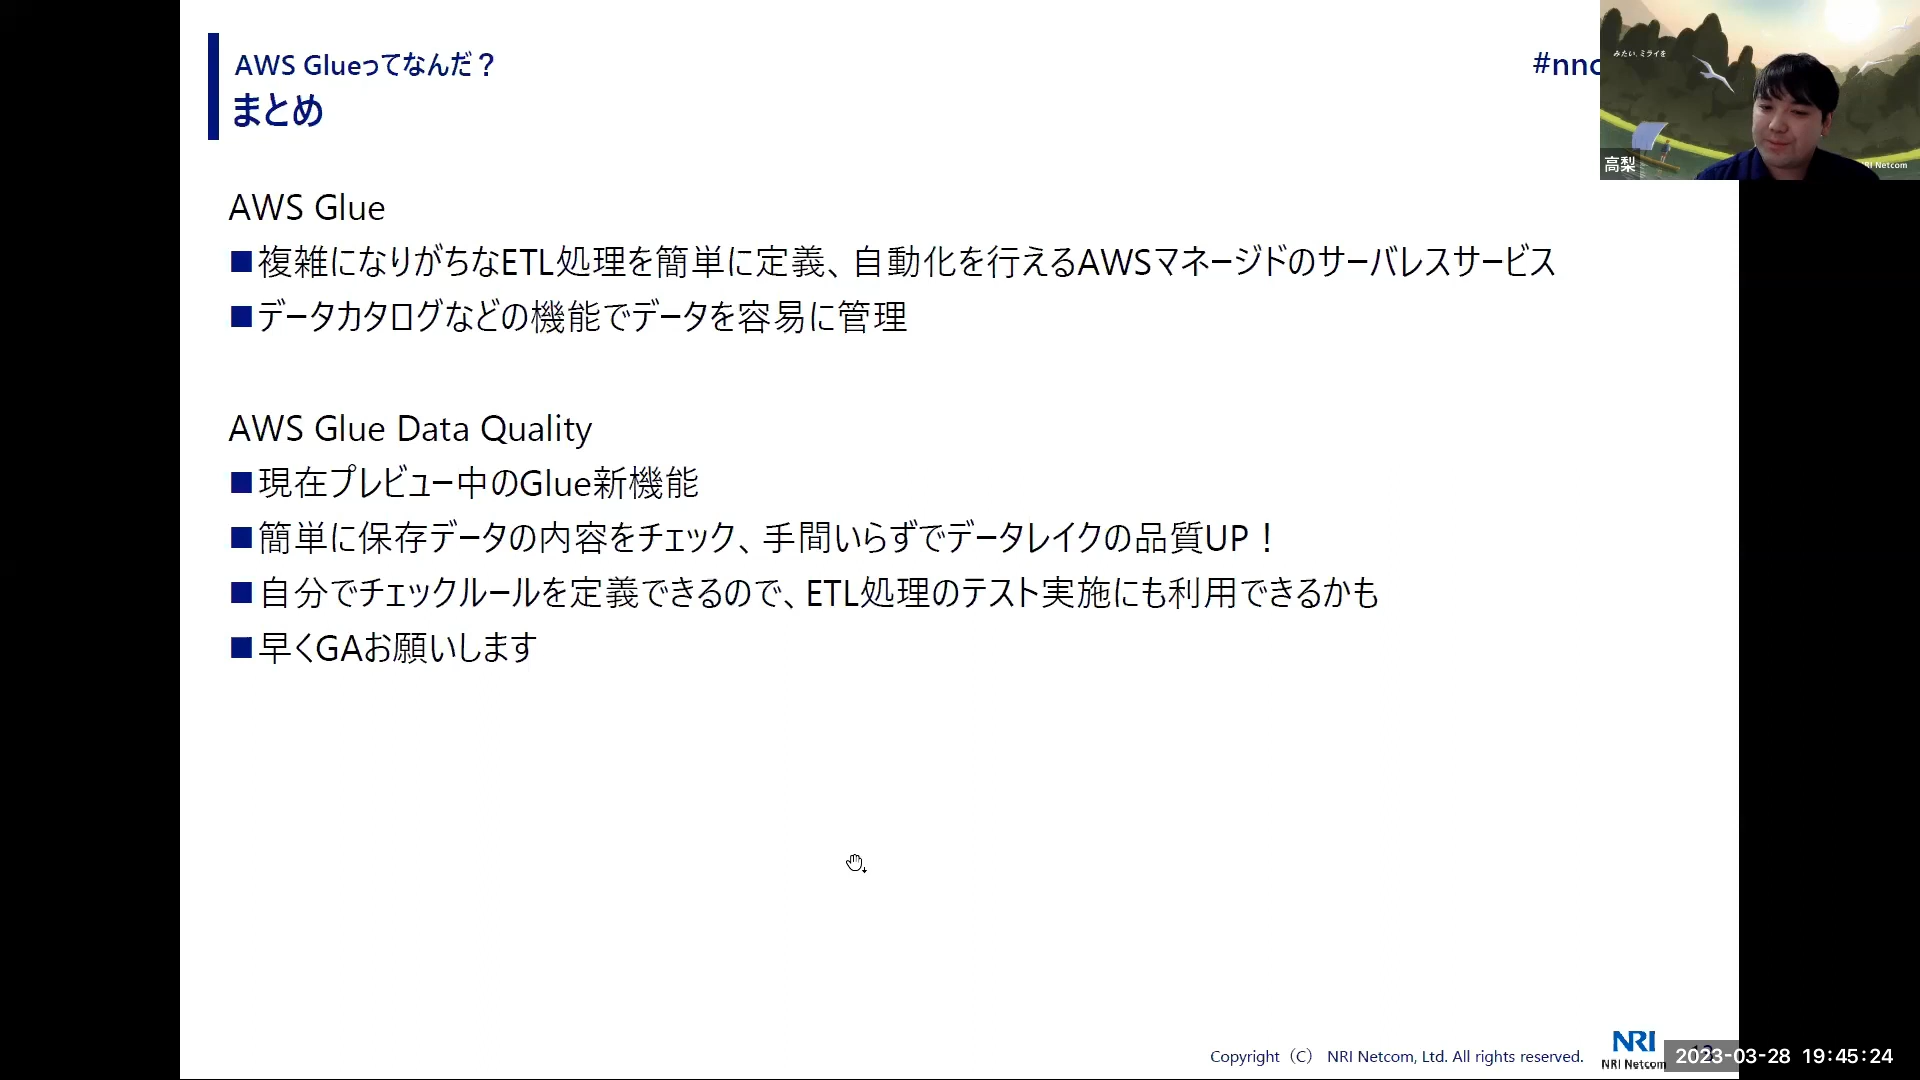 AWS Glueってなんだ？
まとめ
#nnc
みたい、ミライを
高梨
NRI Netcom
AWS Glue
■複雑になりがちなETL処理を簡単に定義、自動化を行えるAWSマネージドのサーバレスサービス
■データカタログなどの機能でデータを容易に管理
AWS Glue Data Quality
■現在プレビュー中のGlue新機能
■簡単に保存データの内容をチェック、手間いらずでデータレイクの品質UP！
■自分でチェックルールを定義できるので、ETL処理のテスト実施にも利用できるかも
■早くGAお願いします
Copyright（C） NRI Netcom, Ltd. All rights reserved.
NRI
NRI Netcom
2023-03-28 19:45:24